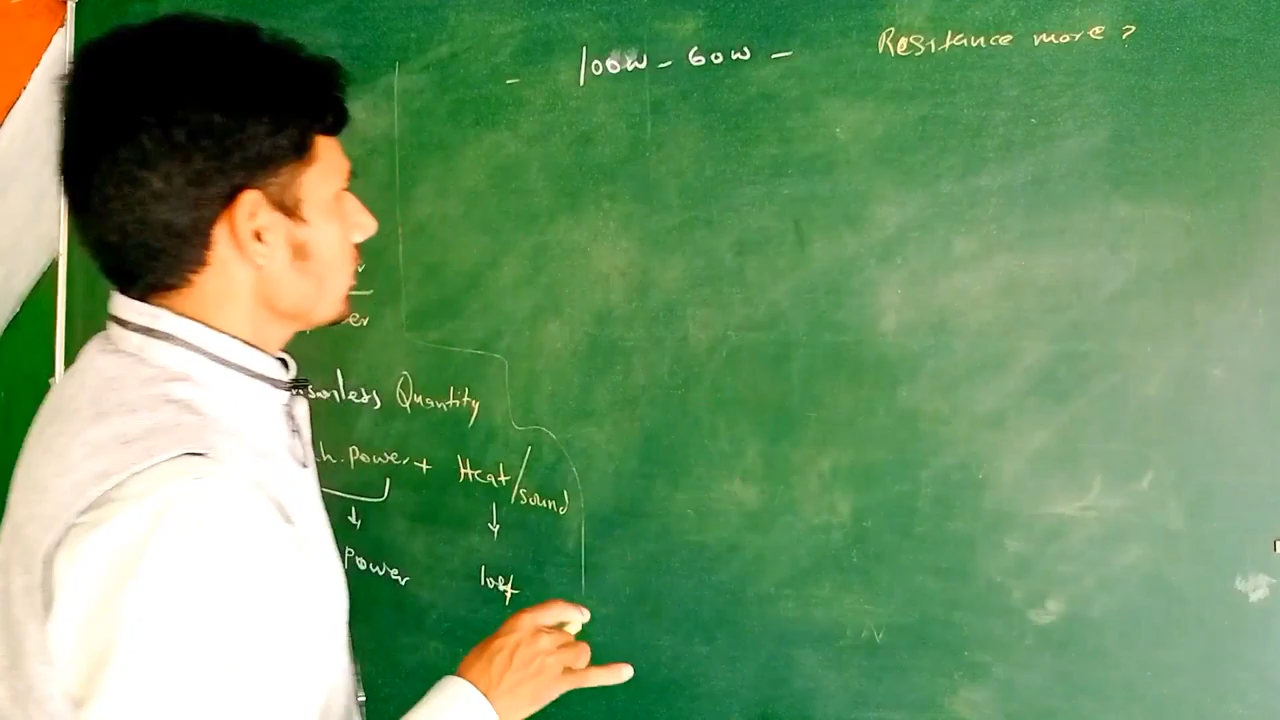 - 100W - 60W - Resistance more ?
Quantity
Power + Heat/sound
Power lost